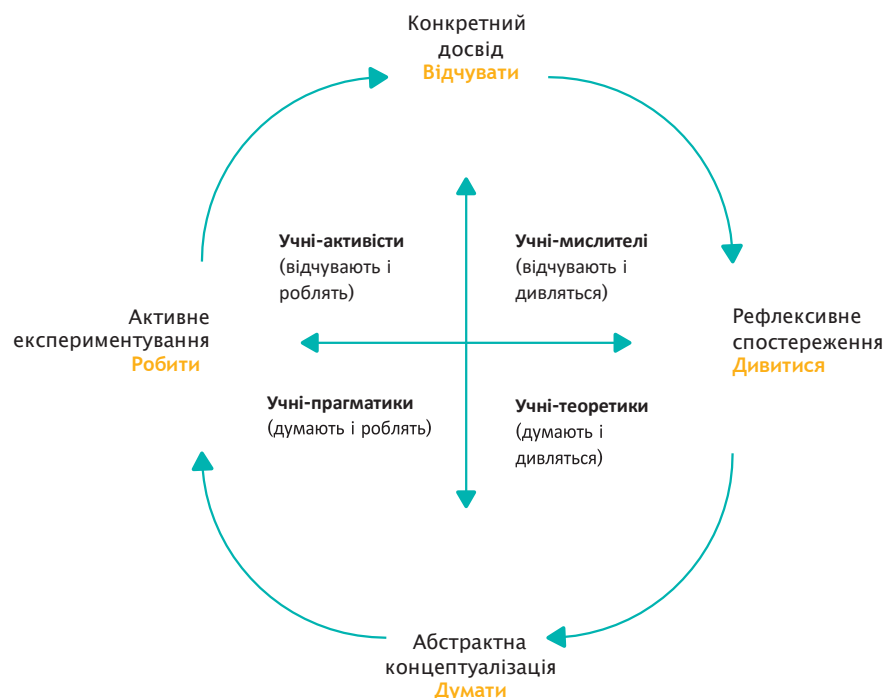 Конкретний
досвід
Відчувати
Учні-активісти
(відчувають і
роблять)
Учні-мислителі
(відчувають і
дивляться)
Активне
експериментування
Робити
Рефлексивне
спостереження
Дивитися
Учні-прагматики
(думають і роблять)
Учні-теоретики
(думають і
дивляться)
Абстрактна
концептуалізація
Думати